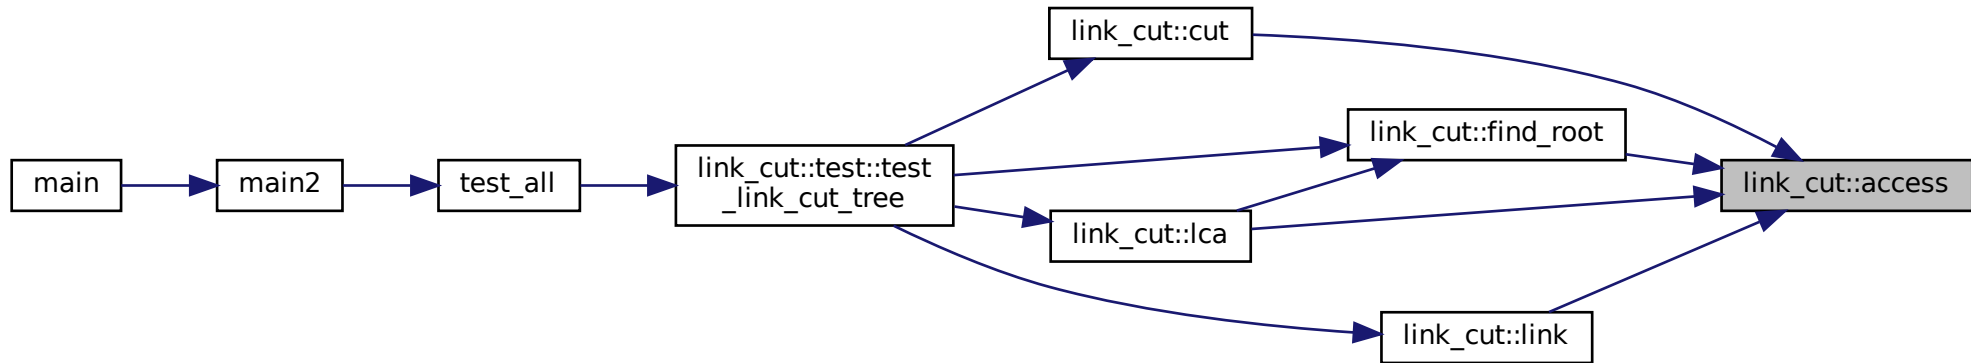 main
main2
test_all
link_cut::test::test
_link_cut_tree
link_cut::cut
link_cut::find_root
link_cut::lca
link_cut::link
link_cut::access